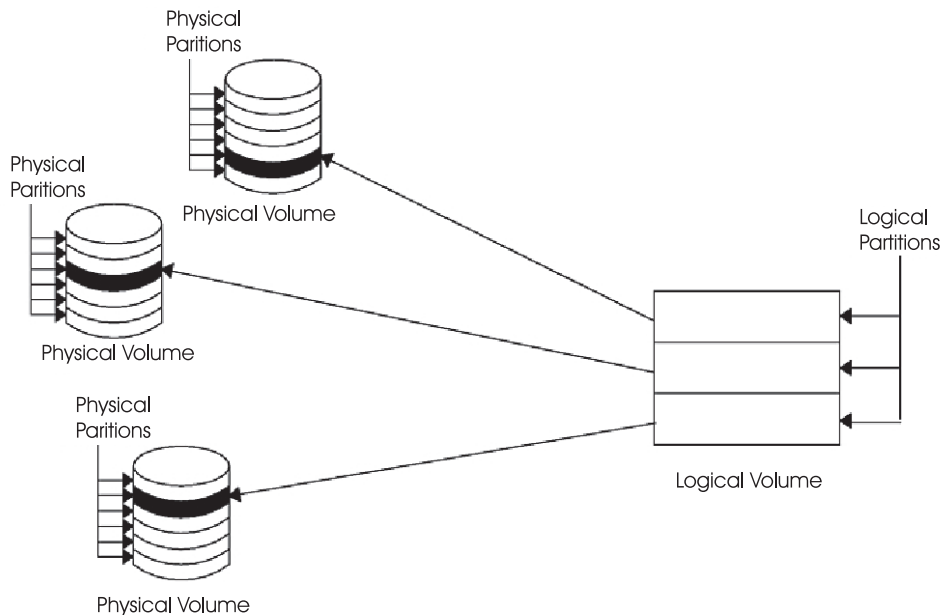 Physical
Paritions
Physical Volume
Physical
Paritions
Physical Volume
Logical
Partitions
Physical
Paritions
Logical Volume
Physical Volume